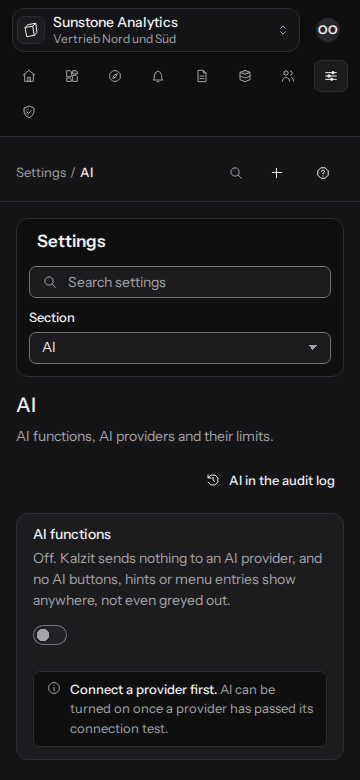 Sunstone Analytics
Vertrieb Nord und Süd
OO
Settings / AI
Settings
Search settings
Section
AI
AI
AI functions, AI providers and their limits.
AI in the audit log
AI functions
Off. Kalzit sends nothing to an AI provider, and
no AI buttons, hints or menu entries show
anywhere, not even greyed out.
Connect a provider first. AI can be
turned on once a provider has passed its
connection test.